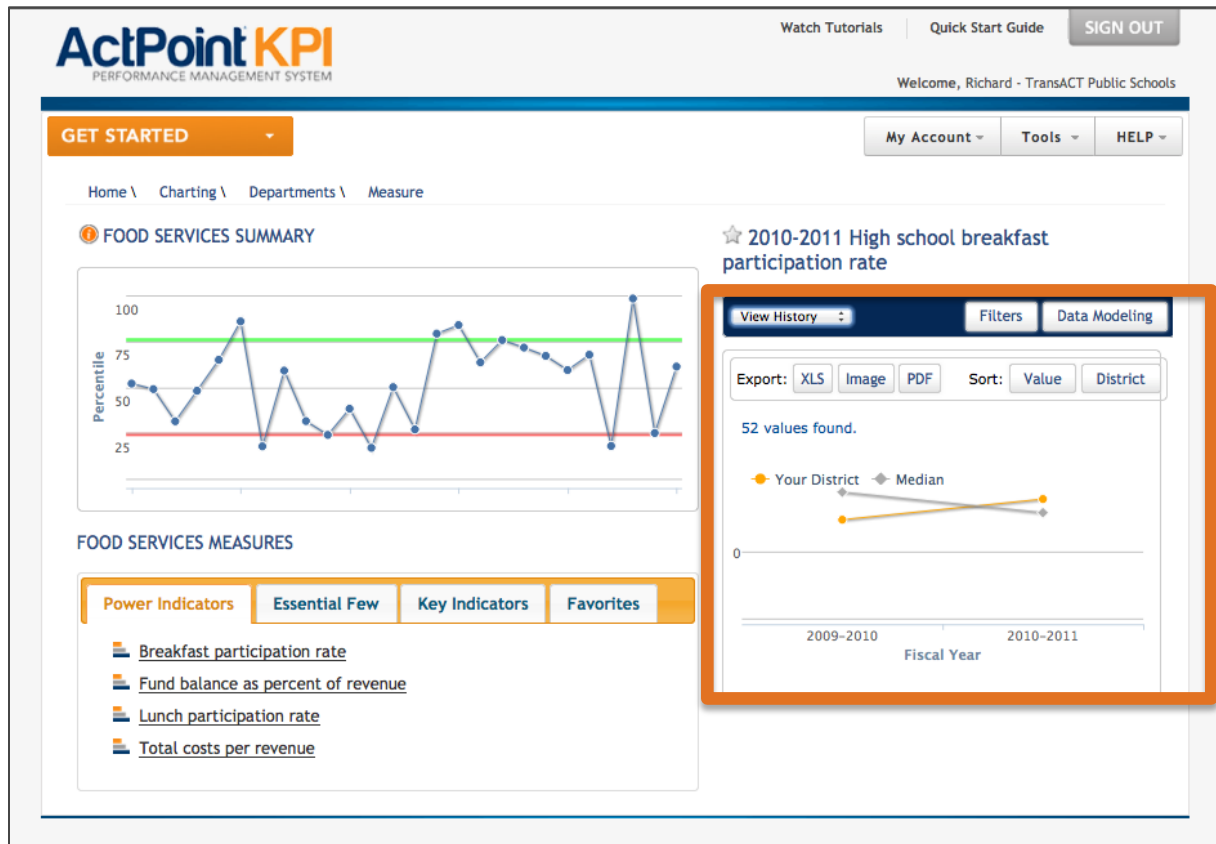 ActPoint KPI
PERFORMANCE MANAGEMENT SYSTEM
Watch Tutorials
Quick Start Guide
SIGN OUT
Welcome, Richard - TransACT Public Schools
GET STARTED
My Account
Tools
HELP
Home \ Charting \ Departments \ Measure
FOOD SERVICES SUMMARY
100
75
50
25
Percentile
FOOD SERVICES MEASURES
Power Indicators
Essential Few
Key Indicators
Favorites
Breakfast participation rate
Fund balance as percent of revenue
Lunch participation rate
Total costs per revenue
2010-2011 High school breakfast
participation rate
View History
Filters
Data Modeling
Export: XLS Image PDF Sort: Value District
52 values found.
Your District Median
0
2009-2010 2010-2011
Fiscal Year